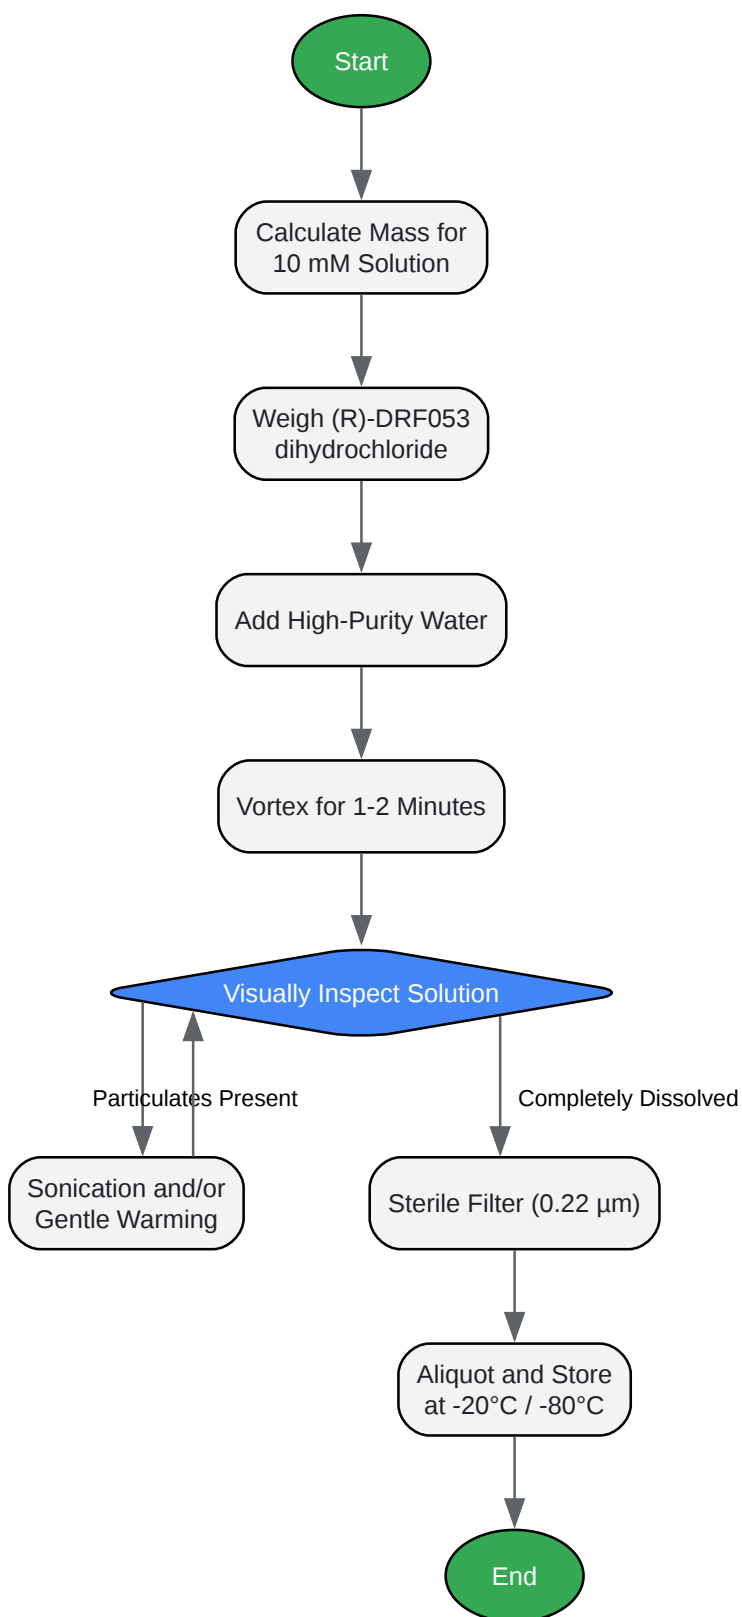 Start
Calculate Mass for
10 mM Solution
Weigh (R)-DRF053
dihydrochloride
Add High-Purity Water
Vortex for 1-2 Minutes
Visually Inspect Solution
Particulates Present
Completely Dissolved
Sonication and/or
Gentle Warming
Sterile Filter (0.22 µm)
Aliquot and Store
at -20°C / -80°C
End